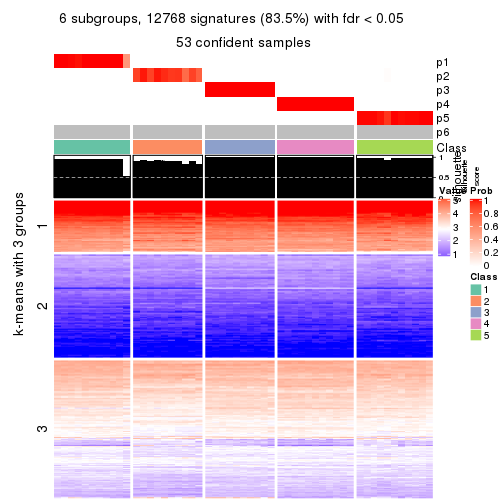 6 subgroups, 12768 signatures (83.5%) with fdr < 0.05
53 confident samples
p1
p2
p3
p4
p5
p6
Class
1
0.5
0
silhouette
score
Value
5
4
3
2
1
Prob
1
0.8
0.6
0.4
0.2
0
Class
1
2
3
4
5
k-means with 3 groups
1
2
3